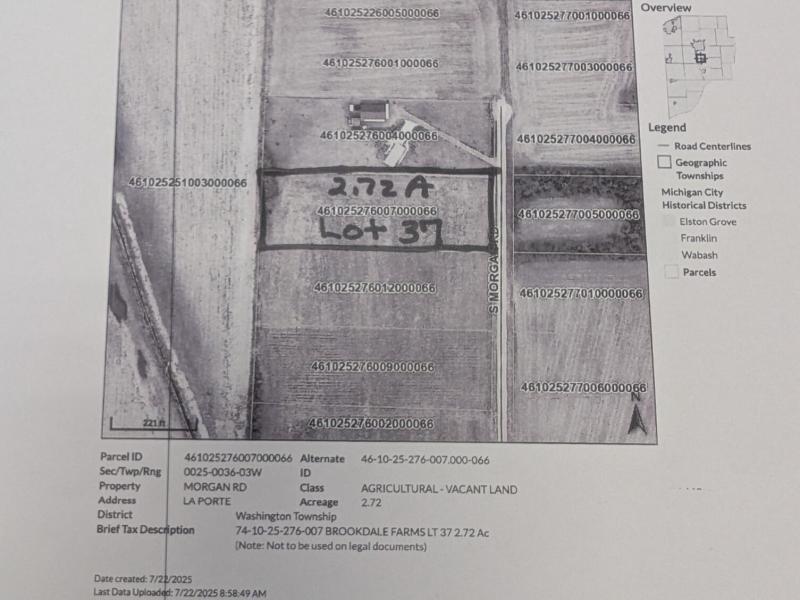 461025226005000066
461025277001000066
Overview
461025276001000066
461025277003000066
461025276004000066
461025277004000066
Legend
Road Centerlines
Geographic
Townships
Michigan City
Historical Districts
Elston Grove
Franklin
Wabash
Parcels
461025251003000066
2.72 A
461025276007000066
Lot 37
461025277005000066
S MORGAN RD
461025276012000066
461025277010000066
461025276009000066
461025277006000066
N
461025276002000066
221 ft
Parcel ID 461025276007000066 Alternate 46-10-25-276-007.000-066
Sec/Twp/Rng 0025-0036-03W ID
Property MORGAN RD Class AGRICULTURAL - VACANT LAND
Address LA PORTE Acreage 2.72
District Washington Township
Brief Tax Description 74-10-25-276-007 BROOKDALE FARMS LT 37 2.72 Ac
(Note: Not to be used on legal documents)
Date created: 7/22/2025
Last Data Uploaded: 7/22/2025 8:58:49 AM